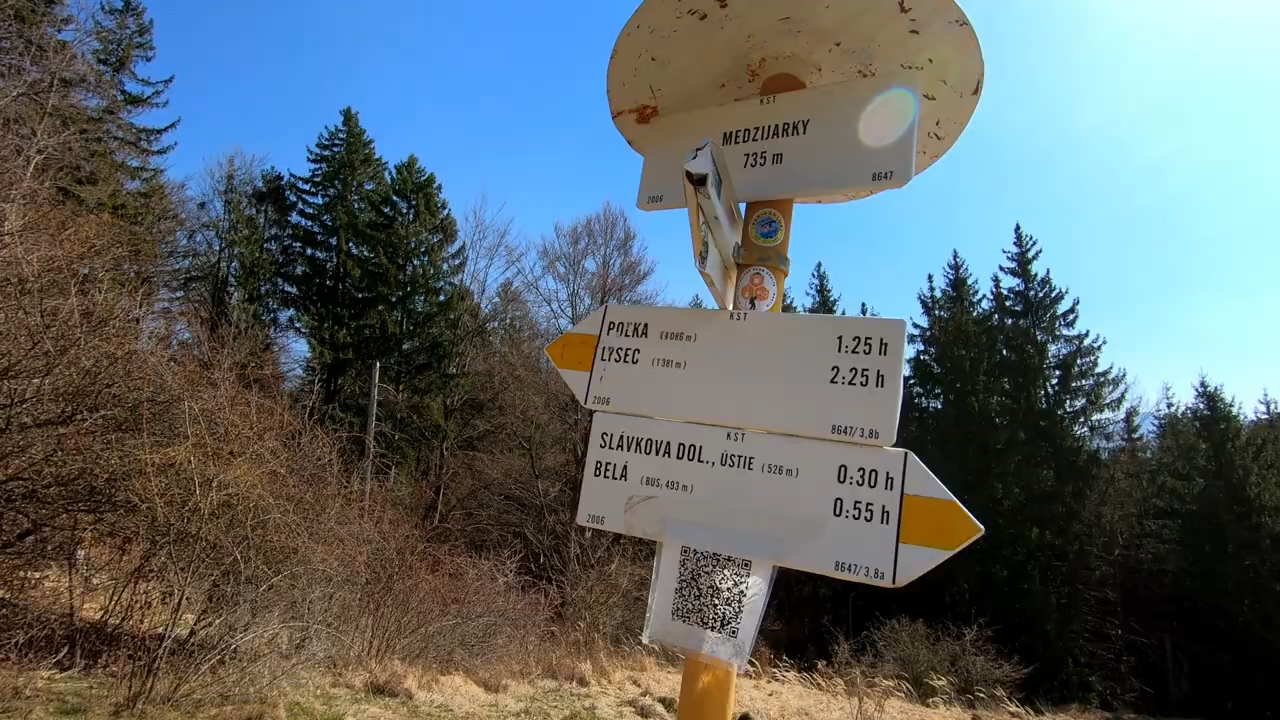 KST
MEDZIJARKY
735 m
2006
8647
KST
POĽKA (1086 m) 1:25 h
LYSEC (1381 m) 2:25 h
2006
8647/3,8b
KST
SLÁVKOVA DOL., ÚSTIE (526 m) 0:30 h
BELÁ (BUS, 493 m) 0:55 h
2006
8647/3,8a